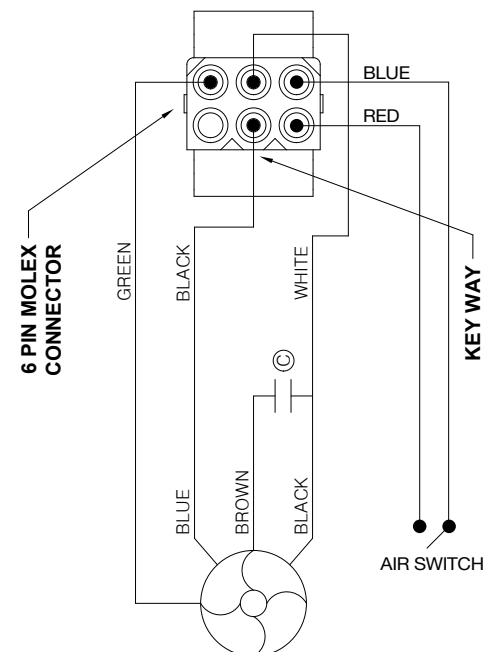 BLUE
RED
6 PIN MOLEX
CONNECTOR
GREEN
BLACK
WHITE
KEY WAY
C
BLUE
BROWN
BLACK
AIR SWITCH